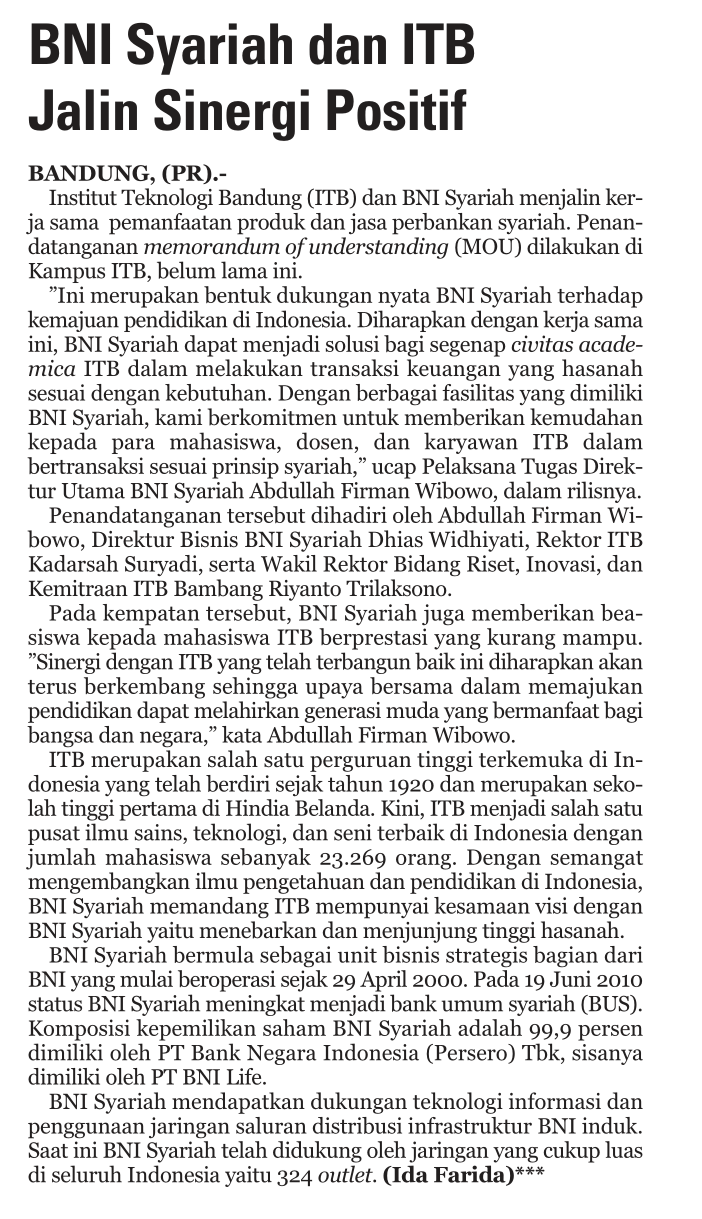 BNI Syariah dan ITB
Jalin Sinergi Positif
BANDUNG, (PR).-
Institut Teknologi Bandung (ITB) dan BNI Syariah menjalin ker-
ja sama pemanfaatan produk dan jasa perbankan syariah. Penan-
datanganan memorandum of understanding (MOU) dilakukan di
Kampus ITB, belum lama ini.
”Ini merupakan bentuk dukungan nyata BNI Syariah terhadap
kemajuan pendidikan di Indonesia. Diharapkan dengan kerja sama
ini, BNI Syariah dapat menjadi solusi bagi segenap civitas acade-
mica ITB dalam melakukan transaksi keuangan yang hasanah
sesuai dengan kebutuhan. Dengan berbagai fasilitas yang dimiliki
BNI Syariah, kami berkomitmen untuk memberikan kemudahan
kepada para mahasiswa, dosen, dan karyawan ITB dalam
bertransaksi sesuai prinsip syariah,” ucap Pelaksana Tugas Direk-
tur Utama BNI Syariah Abdullah Firman Wibowo, dalam rilisnya.
Penandatanganan tersebut dihadiri oleh Abdullah Firman Wi-
bowo, Direktur Bisnis BNI Syariah Dhias Widhiyati, Rektor ITB
Kadarsah Suryadi, serta Wakil Rektor Bidang Riset, Inovasi, dan
Kemitraan ITB Bambang Riyanto Trilaksono.
Pada kempatan tersebut, BNI Syariah juga memberikan bea-
siswa kepada mahasiswa ITB berprestasi yang kurang mampu.
”Sinergi dengan ITB yang telah terbangun baik ini diharapkan akan
terus berkembang sehingga upaya bersama dalam memajukan
pendidikan dapat melahirkan generasi muda yang bermanfaat bagi
bangsa dan negara,” kata Abdullah Firman Wibowo.
ITB merupakan salah satu perguruan tinggi terkemuka di In-
donesia yang telah berdiri sejak tahun 1920 dan merupakan seko-
lah tinggi pertama di Hindia Belanda. Kini, ITB menjadi salah satu
pusat ilmu sains, teknologi, dan seni terbaik di Indonesia dengan
jumlah mahasiswa sebanyak 23.269 orang. Dengan semangat
mengembangkan ilmu pengetahuan dan pendidikan di Indonesia,
BNI Syariah memandang ITB mempunyai kesamaan visi dengan
BNI Syariah yaitu menebarkan dan menjunjung tinggi hasanah.
BNI Syariah bermula sebagai unit bisnis strategis bagian dari
BNI yang mulai beroperasi sejak 29 April 2000. Pada 19 Juni 2010
status BNI Syariah meningkat menjadi bank umum syariah (BUS).
Komposisi kepemilikan saham BNI Syariah adalah 99,9 persen
dimiliki oleh PT Bank Negara Indonesia (Persero) Tbk, sisanya
dimiliki oleh PT BNI Life.
BNI Syariah mendapatkan dukungan teknologi informasi dan
penggunaan jaringan saluran distribusi infrastruktur BNI induk.
Saat ini BNI Syariah telah didukung oleh jaringan yang cukup luas
di seluruh Indonesia yaitu 324 outlet. (Ida Farida)***